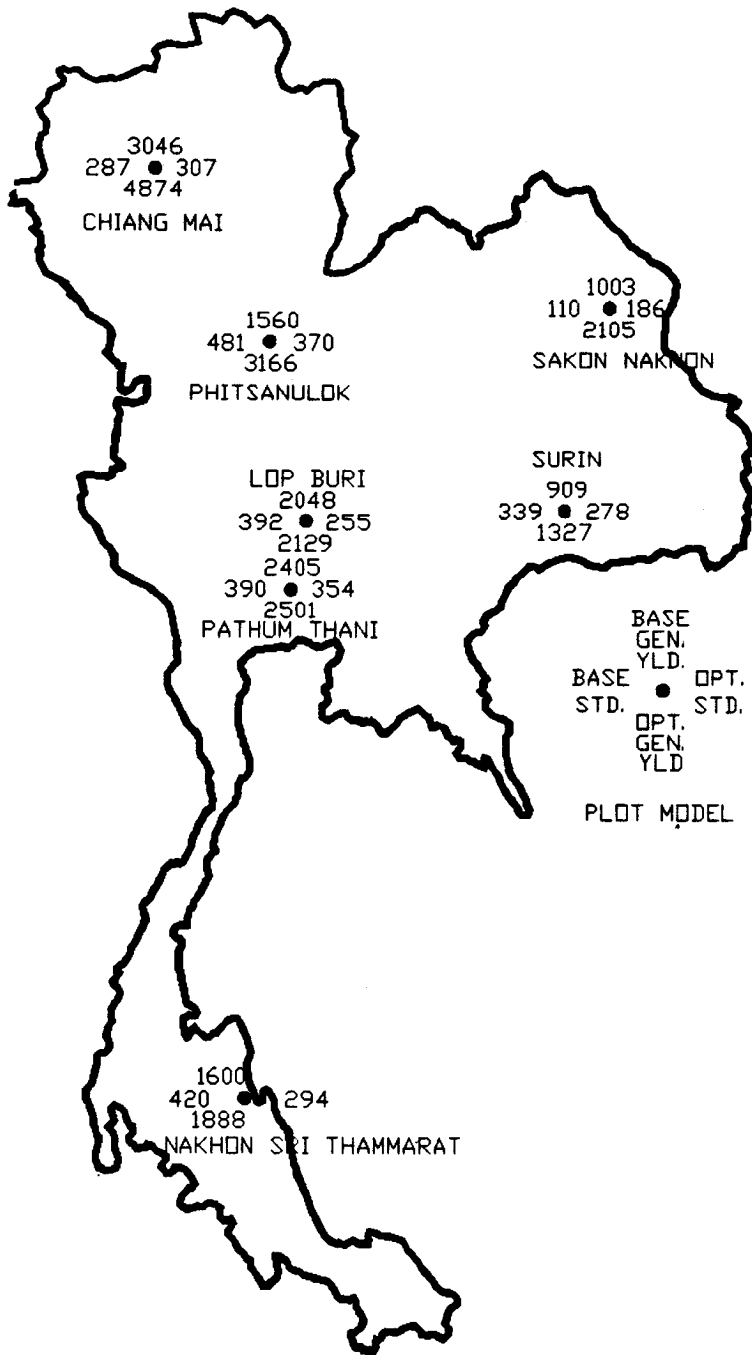 3046
287 307
4874
CHIANG MAI
1003
110 186
2105
SAKON NAKNON
1560
481 370
3166
PHITSANULOK
LOP BURI
2048
392 255
2129
SURIN
909
339 278
1327
2405
390 354
2501
PATHUM THANI
BASE
GEN.
YLD.
BASE OPT.
STD. STD.
OPT.
GEN.
YLD
PLOT MODEL
1600
420 294
1888
NAKHON SRI THAMMARAT